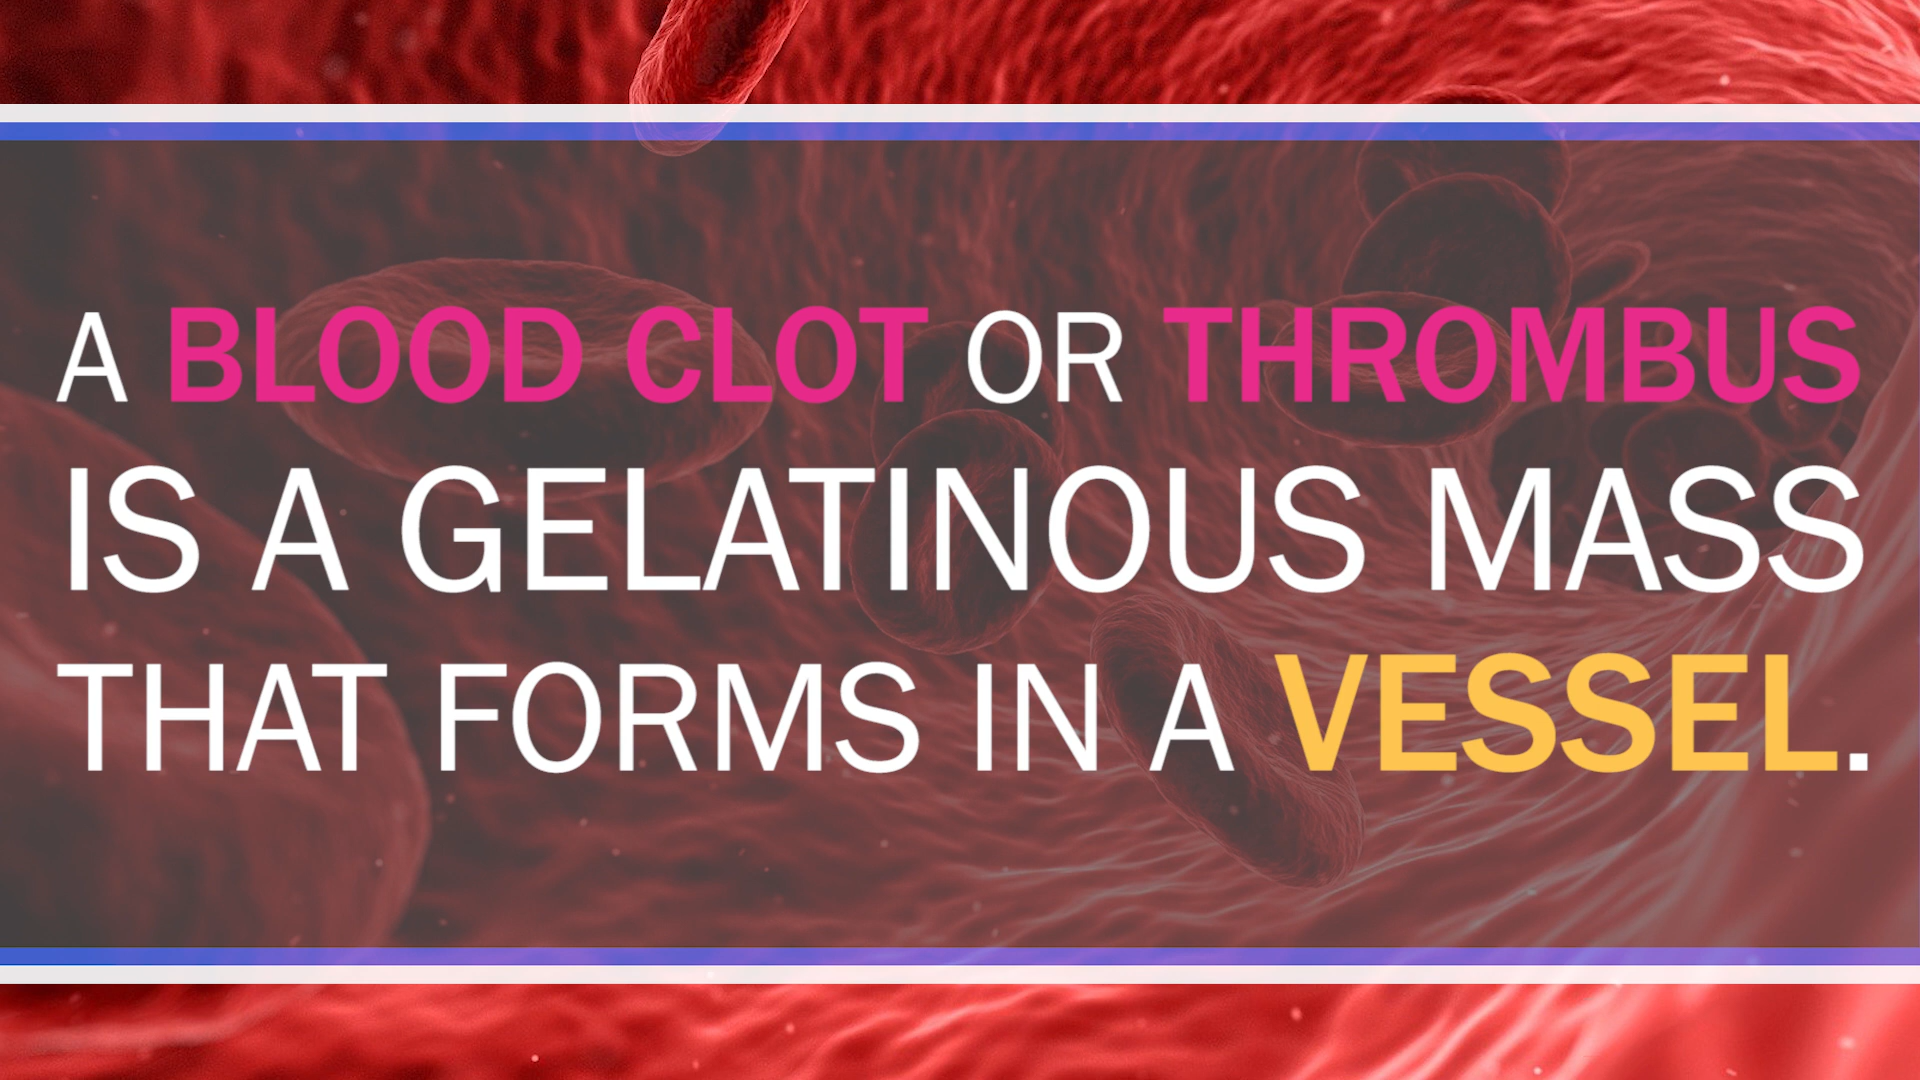 A BLOOD CLOT OR THROMBUS
IS A GELATINOUS MASS
THAT FORMS IN A VESSEL.